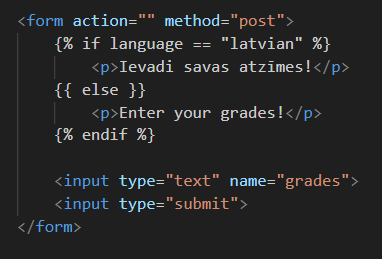 <form action="" method="post">
    {% if language == "latvian" %}
        <p>Ievadi savas atzīmes!</p>
    {{ else }}
        <p>Enter your grades!</p>
    {% endif %}

    <input type="text" name="grades">
    <input type="submit">
</form>